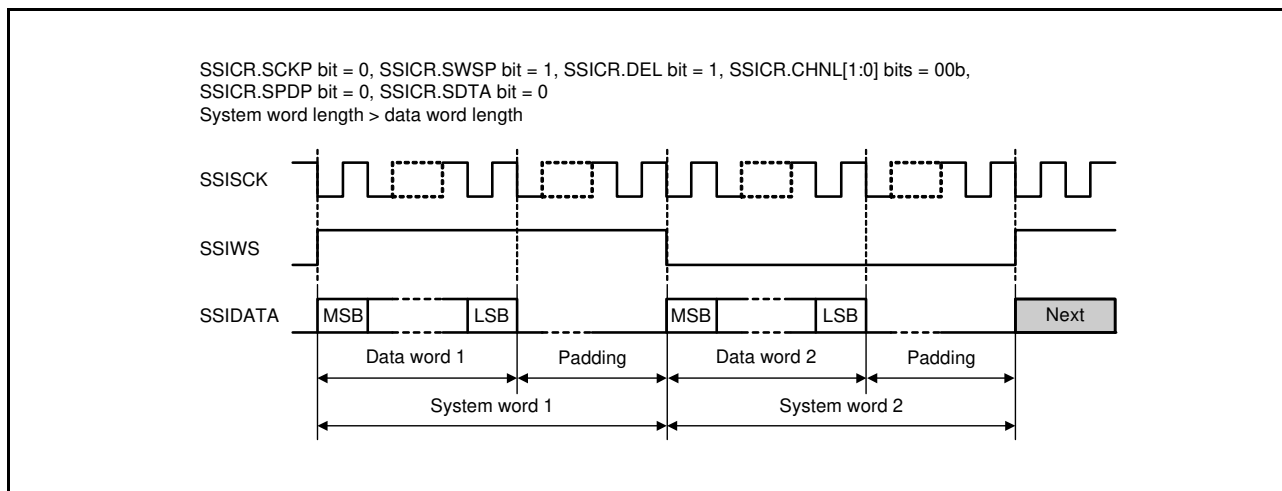 SSICR.SCKP bit = 0, SSICR.SWSP bit = 1, SSICR.DEL bit = 1, SSICR.CHNL[1:0] bits = 00b,
SSICR.SPDP bit = 0, SSICR.SDTA bit = 0
System word length > data word length
SSISCK
SSIWS
SSIDATA MSB LSB MSB LSB Next
Data word 1 Padding Data word 2 Padding
System word 1 System word 2